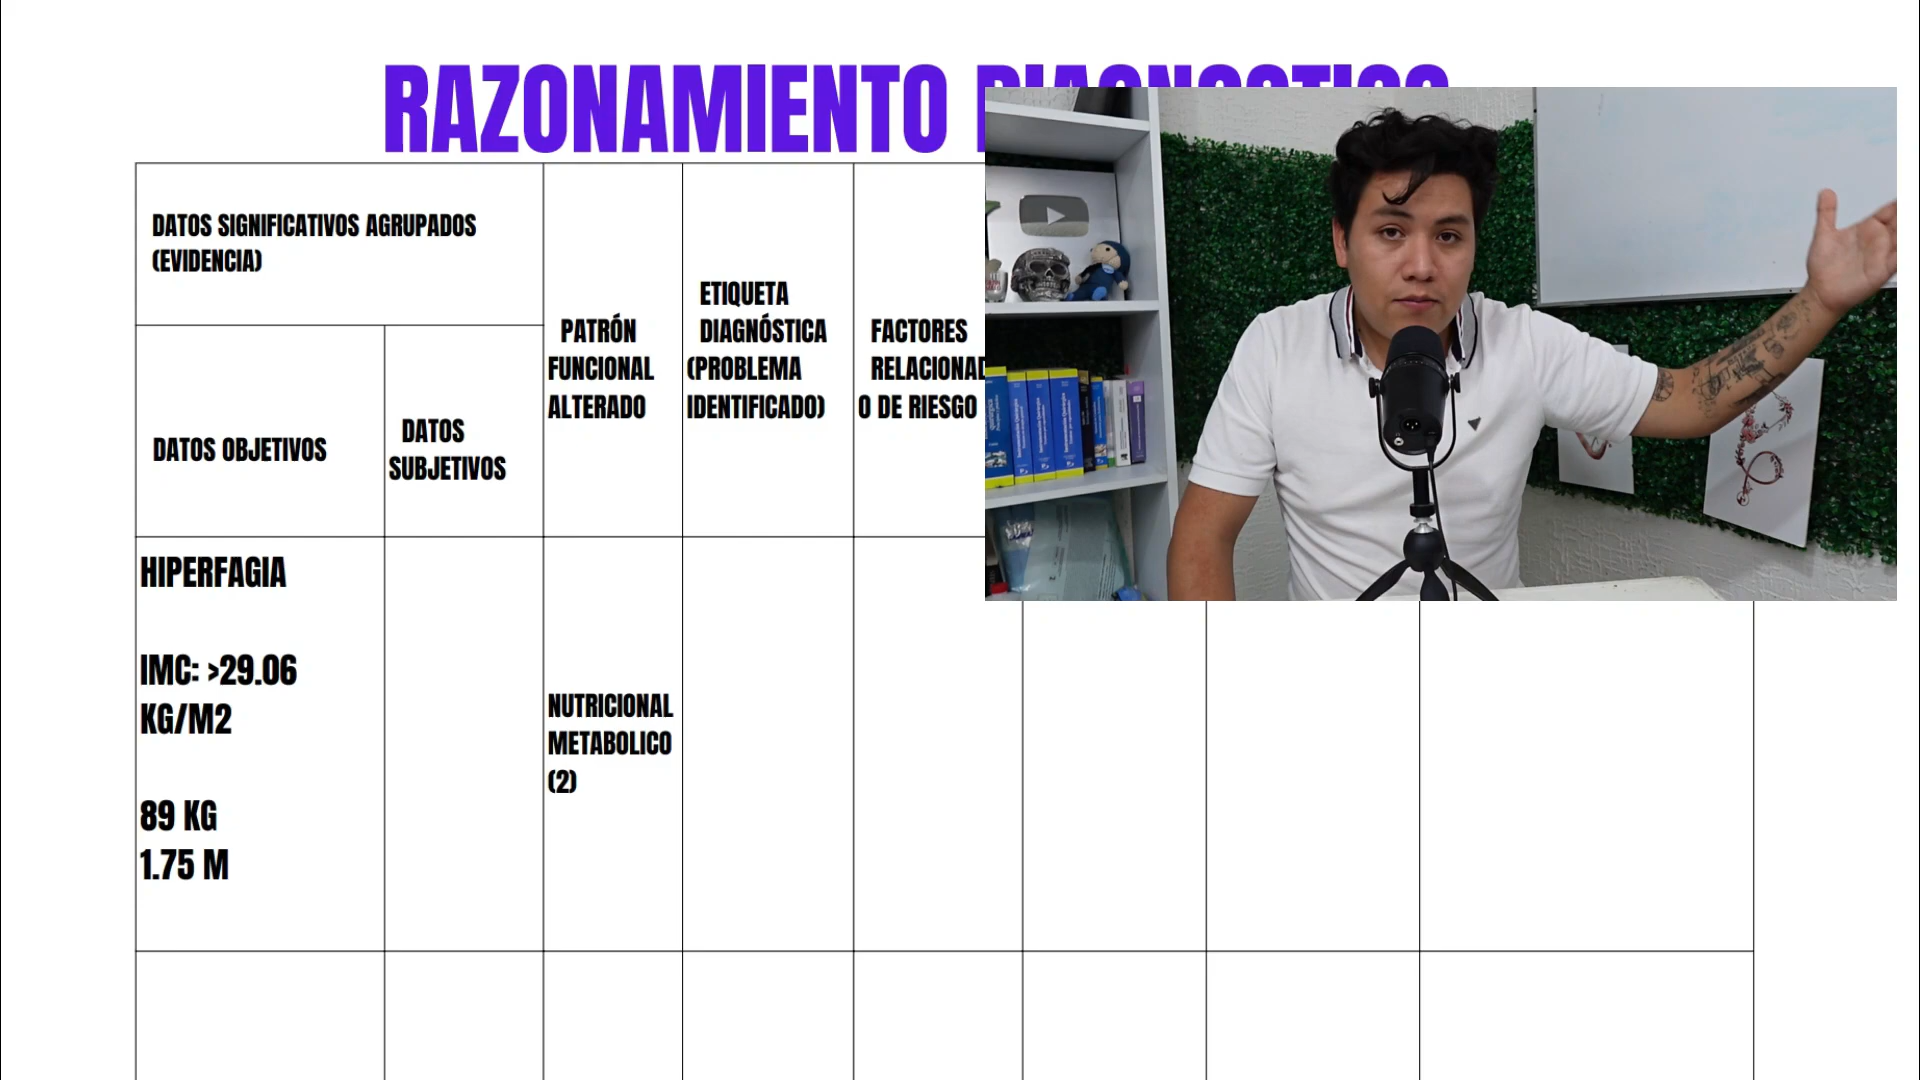 RAZONAMIENTO
DATOS SIGNIFICATIVOS AGRUPADOS
(EVIDENCIA)
DATOS OBJETIVOS
DATOS
SUBJETIVOS
PATRÓN
FUNCIONAL
ALTERADO
ETIQUETA
DIAGNÓSTICA
(PROBLEMA
IDENTIFICADO)
FACTORES
RELACIONAD
O DE RIESGO
HIPERFAGIA
IMC: >29.06
KG/M2
89 KG
1.75 M
NUTRICIONAL
METABOLICO
(2)